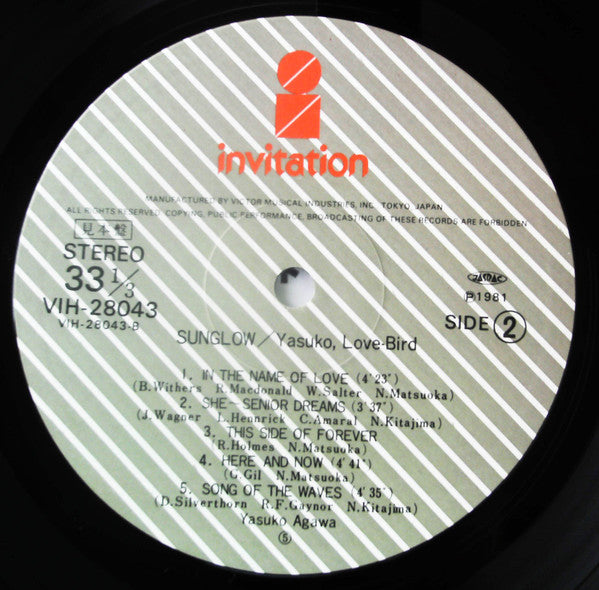 invitation
MANUFACTURED BY VICTOR MUSICAL INDUSTRIES, INC. TOKYO, JAPAN
ALL RIGHTS RESERVED. COPYING, PUBLIC PERFORMANCE, BROADCASTING OF THESE RECORDS ARE FORBIDDEN
見本盤
STEREO
33 1/3
VIH-28043
VIH-28043-B
JASRAC
℗1981
SIDE 2
SUNGLOW/Yasuko, Love-Bird
1. IN THE NAME OF LOVE (4'23")
(B.Withers R.Macdonald W.Salter N.Matsuoka)
2. SHE-SENIOR DREAMS (3'37")
(J.Wagner L.Hennrick C.Amaral N.Kitajima)
3. THIS SIDE OF FOREVER
(R.Holmes N.Matsuoka)
4. HERE AND NOW (4'41")
(G.Gil N.Matsuoka)
5. SONG OF THE WAVES (4'35")
(D.Silverthorn R.F.Gaynor N.Kitajima)
Yasuko Agawa
⑤